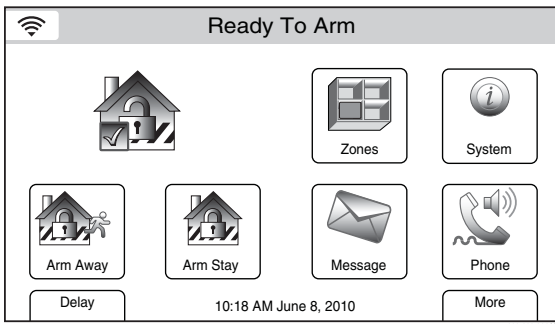 Ready To Arm
Zones
System
Arm Away
Arm Stay
Message
Phone
Delay
10:18 AM June 8, 2010
More